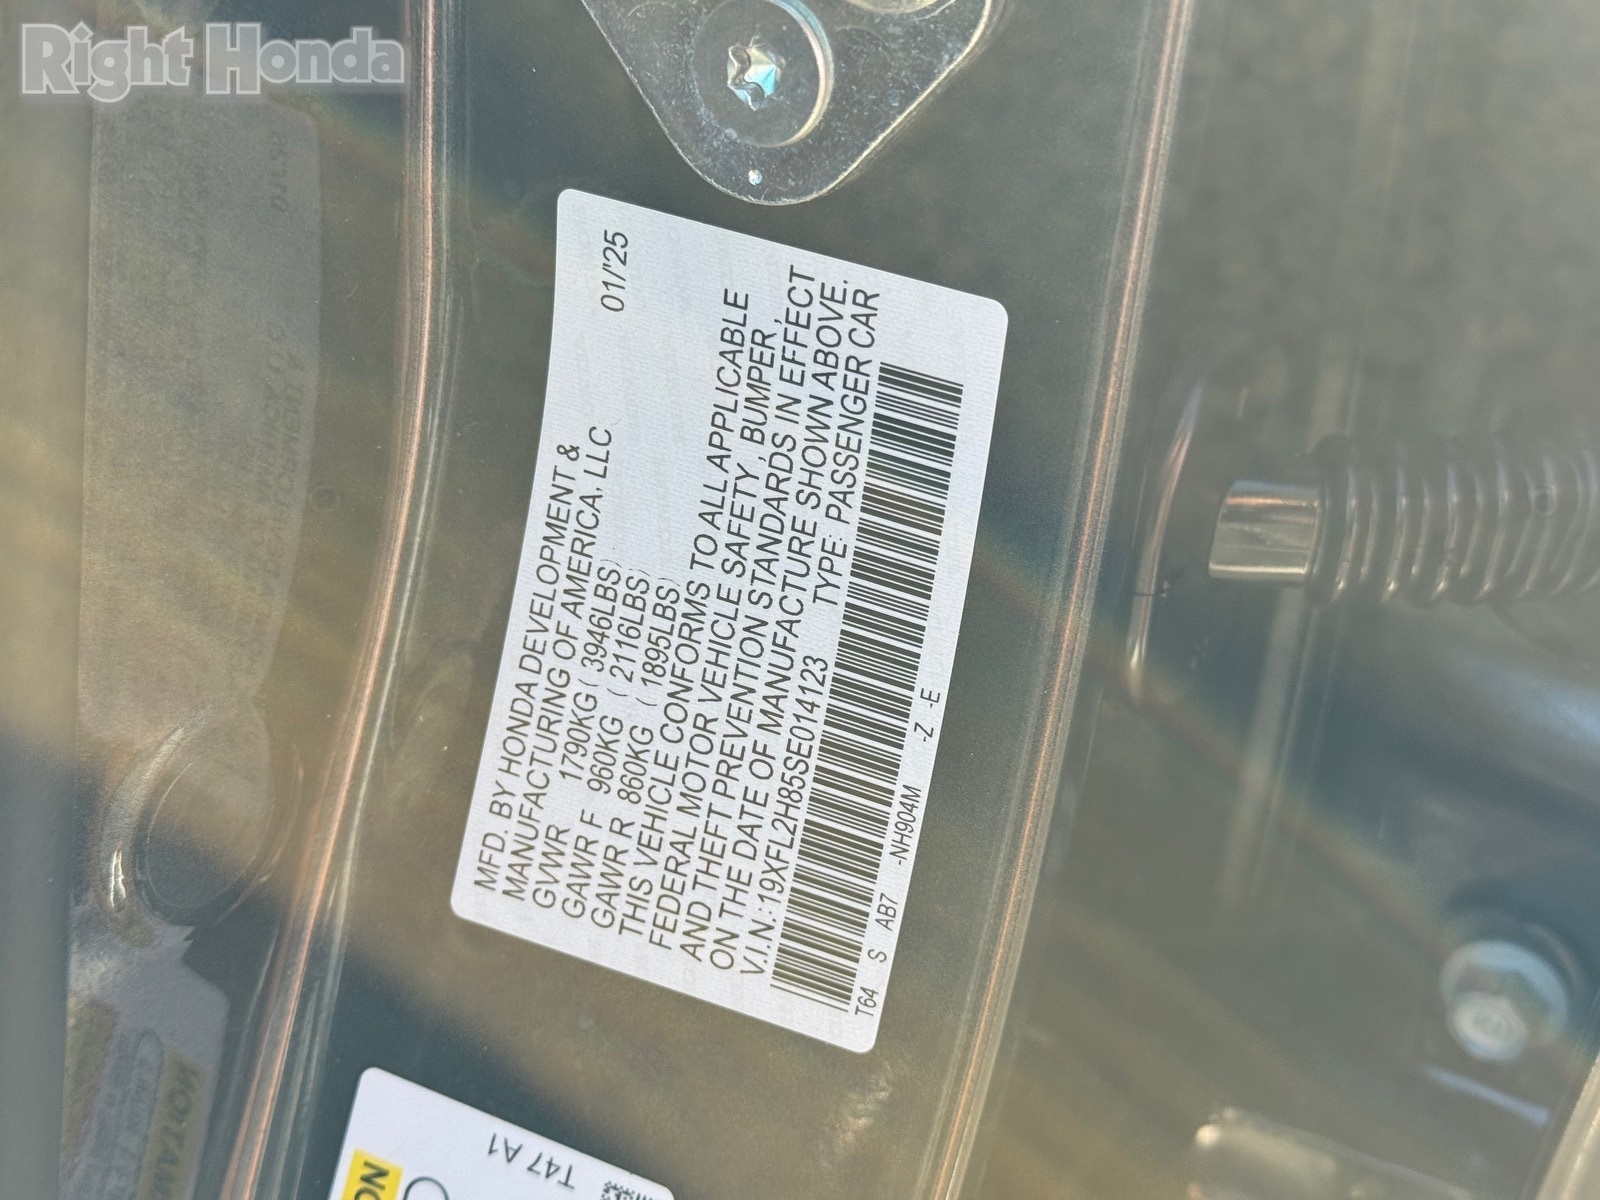 Right Honda
MFD. BY HONDA DEVELOPMENT &
MANUFACTURING OF AMERICA, LLC 01/'25
GVWR 1790KG ( 3946LBS)
GAWR F 960KG ( 2116LBS)
GAWR R 860KG ( 1895LBS)
THIS VEHICLE CONFORMS TO ALL APPLICABLE
FEDERAL MOTOR VEHICLE SAFETY , BUMPER ,
AND THEFT PREVENTION STANDARDS IN EFFECT
ON THE DATE OF MANUFACTURE SHOWN ABOVE.
V.I.N.: 19XFL2H85SE014123 TYPE: PASSENGER CAR
T64 S AB7 -NH904M -Z -E
T47 A1